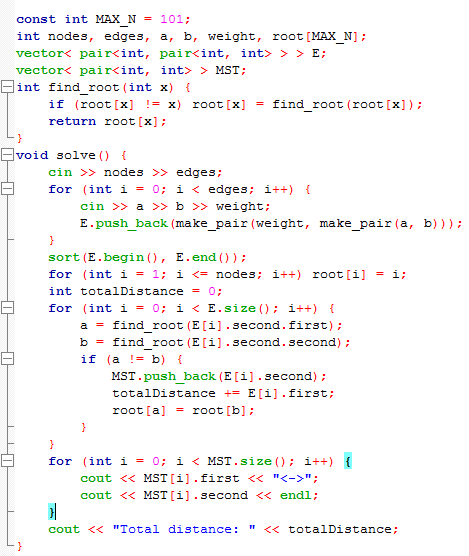 const int MAX_N = 101;
int nodes, edges, a, b, weight, root[MAX_N];
vector< pair<int, pair<int, int> > > E;
vector< pair<int, int> > MST;
int find_root(int x) {
    if (root[x] != x) root[x] = find_root(root[x]);
    return root[x];
}
void solve() {
    cin >> nodes >> edges;
    for (int i = 0; i < edges; i++) {
        cin >> a >> b >> weight;
        E.push_back(make_pair(weight, make_pair(a, b)));
    }
    sort(E.begin(), E.end());
    for (int i = 1; i <= nodes; i++) root[i] = i;
    int totalDistance = 0;
    for (int i = 0; i < E.size(); i++) {
        a = find_root(E[i].second.first);
        b = find_root(E[i].second.second);
        if (a != b) {
            MST.push_back(E[i].second);
            totalDistance += E[i].first;
            root[a] = root[b];
        }
    }
    for (int i = 0; i < MST.size(); i++) {
        cout << MST[i].first << "<->";
        cout << MST[i].second << endl;
    }
    cout << "Total distance: " << totalDistance;
}